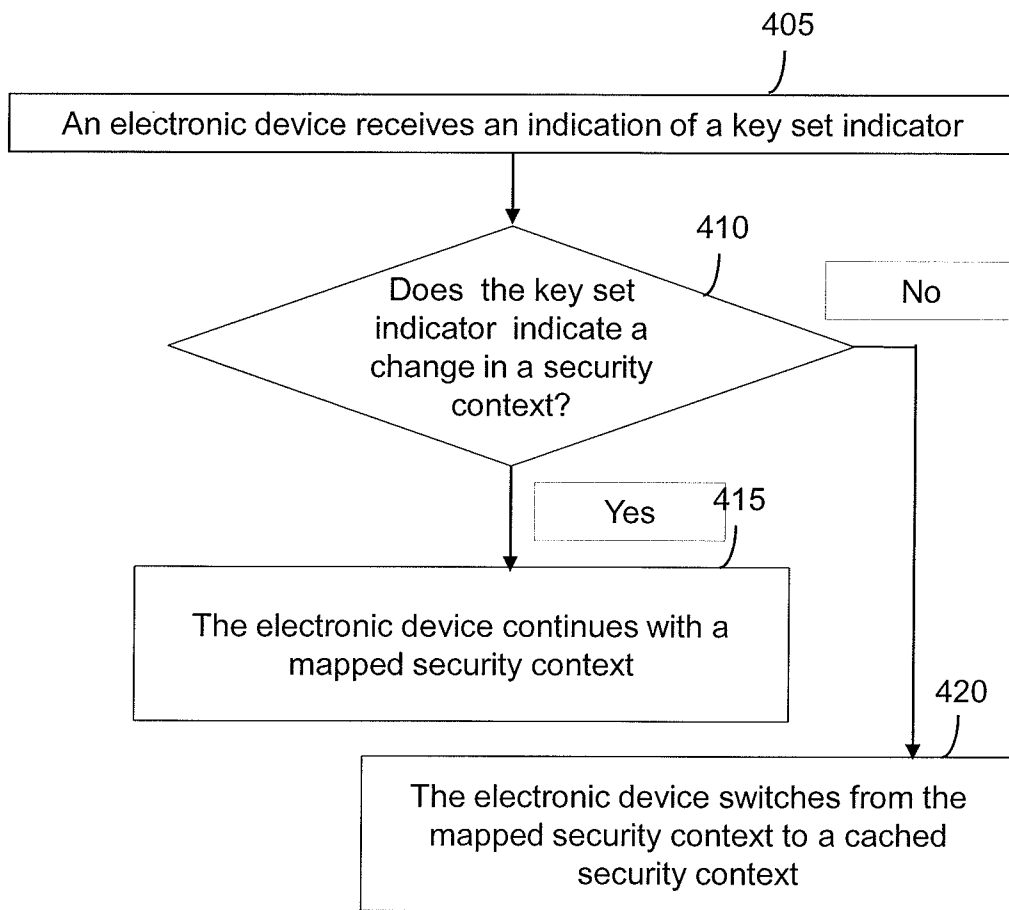 405
An electronic device receives an indication of a key set indicator
410
Does the key set
indicator indicate a
change in a security
context?
No
Yes
415
The electronic device continues with a
mapped security context
420
The electronic device switches from the
mapped security context to a cached
security context